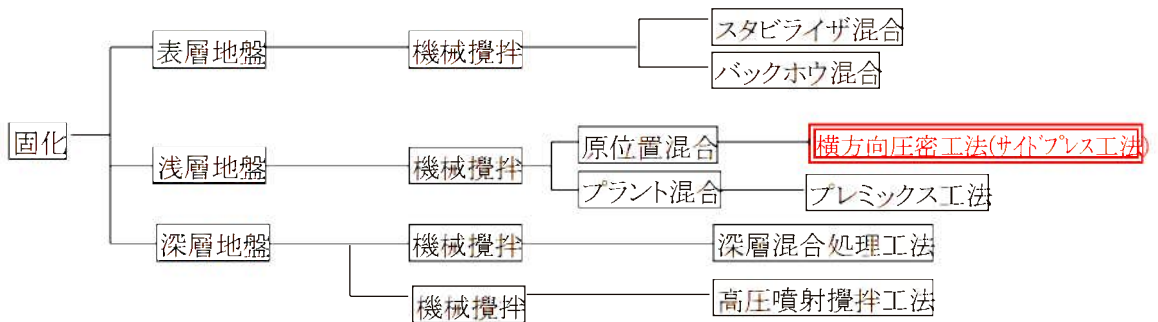 固化
表層地盤
機械攪拌
スタビライザ混合
バックホウ混合
浅層地盤
機械攪拌
原位置混合
横方向圧密工法(サイドプレス工法)
プラント混合
プレミックス工法
深層地盤
機械攪拌
深層混合処理工法
機械攪拌
高圧噴射攪拌工法